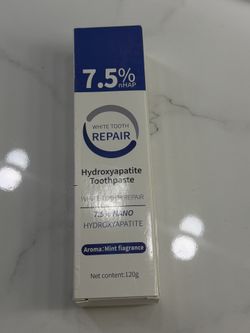 7.5%
nHAP
WHITE TOOTH
REPAIR
Hydroxyapatite
Toothpaste
WHITE TOOTH REPAIR
7.5% NANO
HYDROXYAPATITE
Aroma:Mint fiagrance
Net content:120g